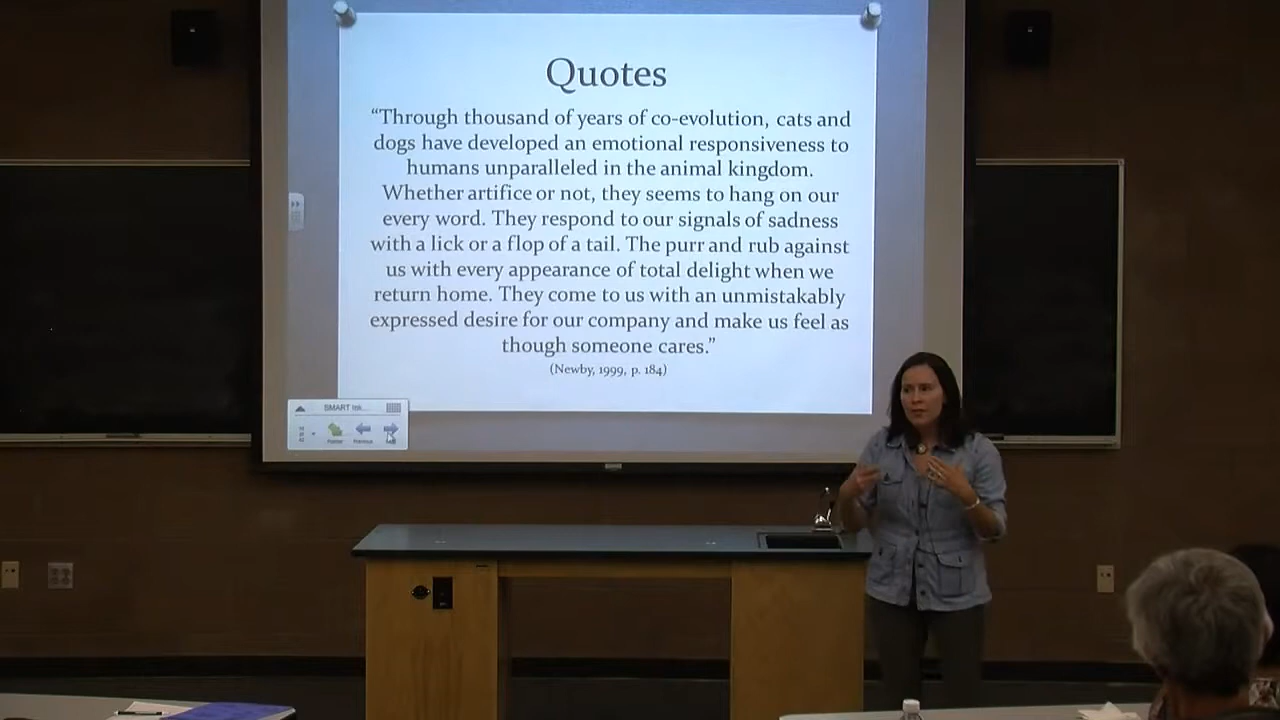 Quotes
“Through thousand of years of co-evolution, cats and
dogs have developed an emotional responsiveness to
humans unparalleled in the animal kingdom.
Whether artifice or not, they seems to hang on our
every word. They respond to our signals of sadness
with a lick or a flop of a tail. The purr and rub against
us with every appearance of total delight when we
return home. They come to us with an unmistakably
expressed desire for our company and make us feel as
though someone cares.”
(Newby, 1999, p. 184)
SMART Ink...
Previous